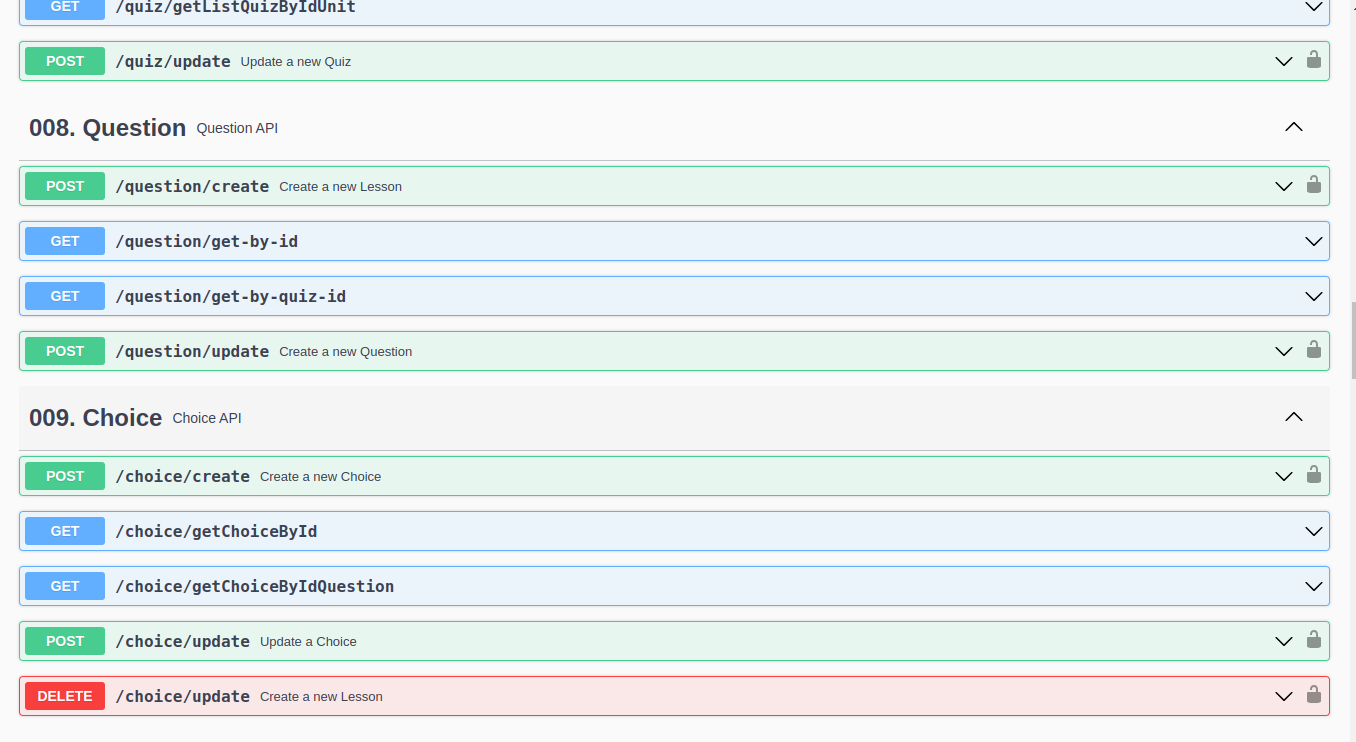 GET /quiz/getListQuizByIdUnit
POST /quiz/update Update a new Quiz
008. Question Question API
POST /question/create Create a new Lesson
GET /question/get-by-id
GET /question/get-by-quiz-id
POST /question/update Create a new Question
009. Choice Choice API
POST /choice/create Create a new Choice
GET /choice/getChoiceById
GET /choice/getChoiceByIdQuestion
POST /choice/update Update a Choice
DELETE /choice/update Create a new Lesson